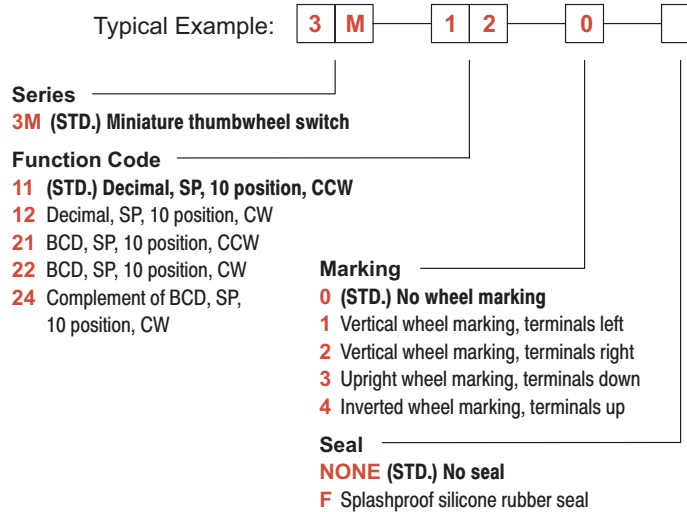 Typical Example: 3 M 1 2 0
Series
3M (STD.) Miniature thumbwheel switch
Function Code
11 (STD.) Decimal, SP, 10 position, CCW
12 Decimal, SP, 10 position, CW
21 BCD, SP, 10 position, CCW
22 BCD, SP, 10 position, CW
24 Complement of BCD, SP,
10 position, CW
Marking
0 (STD.) No wheel marking
1 Vertical wheel marking, terminals left
2 Vertical wheel marking, terminals right
3 Upright wheel marking, terminals down
4 Inverted wheel marking, terminals up
Seal
NONE (STD.) No seal
F Splashproof silicone rubber seal